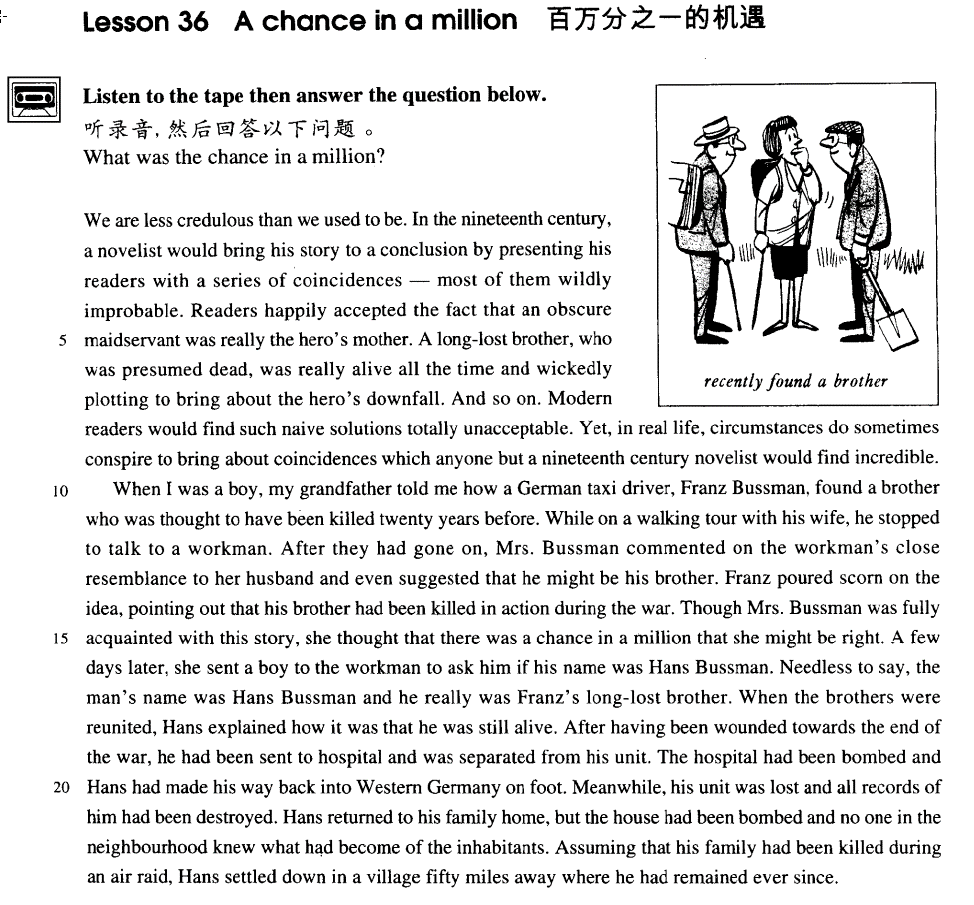 Lesson 36 A chance in a million 百万分之一的机遇
Listen to the tape then answer the question below.
听录音，然后回答以下问题。
What was the chance in a million?
We are less credulous than we used to be. In the nineteenth century,
a novelist would bring his story to a conclusion by presenting his
readers with a series of coincidences — most of them wildly
improbable. Readers happily accepted the fact that an obscure
5 maidservant was really the hero's mother. A long-lost brother, who
was presumed dead, was really alive all the time and wickedly
plotting to bring about the hero's downfall. And so on. Modern
recently found a brother
readers would find such naive solutions totally unacceptable. Yet, in real life, circumstances do sometimes
conspire to bring about coincidences which anyone but a nineteenth century novelist would find incredible.
10 When I was a boy, my grandfather told me how a German taxi driver, Franz Bussman, found a brother
who was thought to have been killed twenty years before. While on a walking tour with his wife, he stopped
to talk to a workman. After they had gone on, Mrs. Bussman commented on the workman's close
resemblance to her husband and even suggested that he might be his brother. Franz poured scorn on the
idea, pointing out that his brother had been killed in action during the war. Though Mrs. Bussman was fully
15 acquainted with this story, she thought that there was a chance in a million that she might be right. A few
days later, she sent a boy to the workman to ask him if his name was Hans Bussman. Needless to say, the
man's name was Hans Bussman and he really was Franz's long-lost brother. When the brothers were
reunited, Hans explained how it was that he was still alive. After having been wounded towards the end of
the war, he had been sent to hospital and was separated from his unit. The hospital had been bombed and
20 Hans had made his way back into Western Germany on foot. Meanwhile, his unit was lost and all records of
him had been destroyed. Hans returned to his family home, but the house had been bombed and no one in the
neighbourhood knew what had become of the inhabitants. Assuming that his family had been killed during
an air raid, Hans settled down in a village fifty miles away where he had remained ever since.